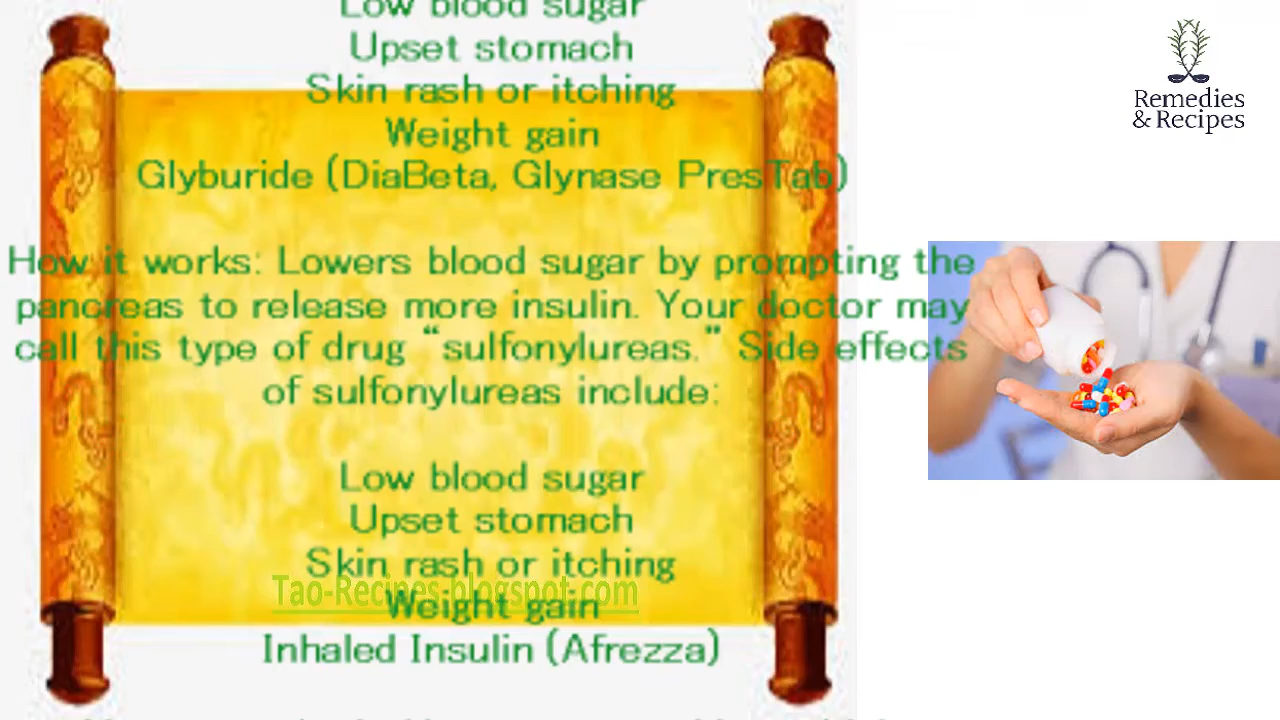 Low blood sugar
Upset stomach
Skin rash or itching
Weight gain
Glyburide (DiaBeta, Glynase PresTab)
How it works: Lowers blood sugar by prompting the
pancreas to release more insulin. Your doctor may
call this type of drug “sulfonylureas.” Side effects
of sulfonylureas include:
Low blood sugar
Upset stomach
Skin rash or itching
Tao-Recipes.blogspot.com
Weight gain
Inhaled Insulin (Afrezza)
Remedies
& Recipes